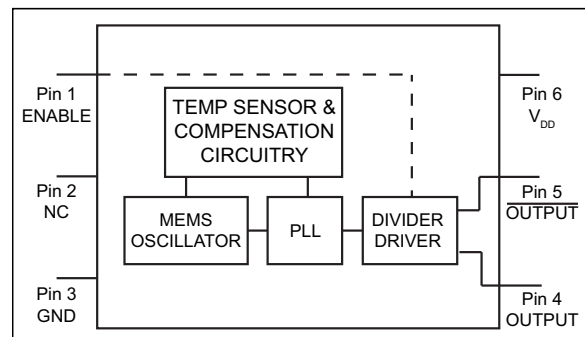 Pin 1
ENABLE
TEMP SENSOR &
COMPENSATION
CIRCUITRY
Pin 6
VDD
Pin 2
NC
MEMS
OSCILLATOR
PLL
DIVIDER
DRIVER
Pin 5
OUTPUT
Pin 3
GND
Pin 4
OUTPUT